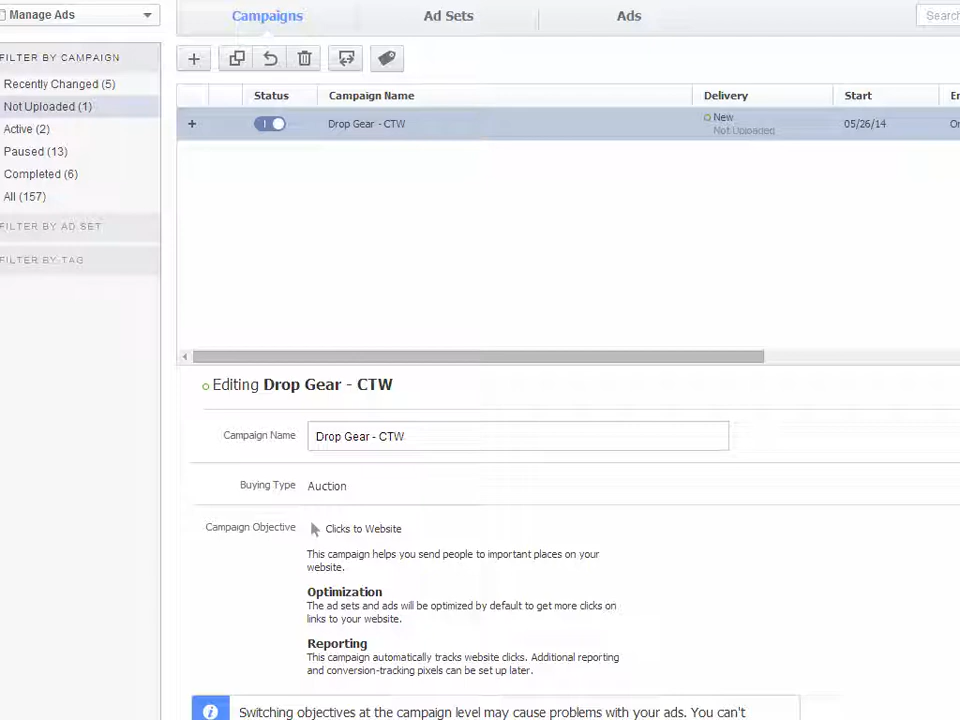 Manage Ads
Campaigns
Ad Sets
Ads
Search
FILTER BY CAMPAIGN
Recently Changed (5)
Not Uploaded (1)
Active (2)
Paused (13)
Completed (6)
All (157)
FILTER BY AD SET
FILTER BY TAG
Status
Campaign Name
Delivery
Start
Drop Gear - CTW
New
Not Uploaded
05/26/14
Editing Drop Gear - CTW
Campaign Name
Drop Gear - CTW
Buying Type
Auction
Campaign Objective
Clicks to Website
This campaign helps you send people to important places on your
website.
Optimization
The ad sets and ads will be optimized by default to get more clicks on
links to your website.
Reporting
This campaign automatically tracks website clicks. Additional reporting
and conversion-tracking pixels can be set up later.
Switching objectives at the campaign level may cause problems with your ads. You can't